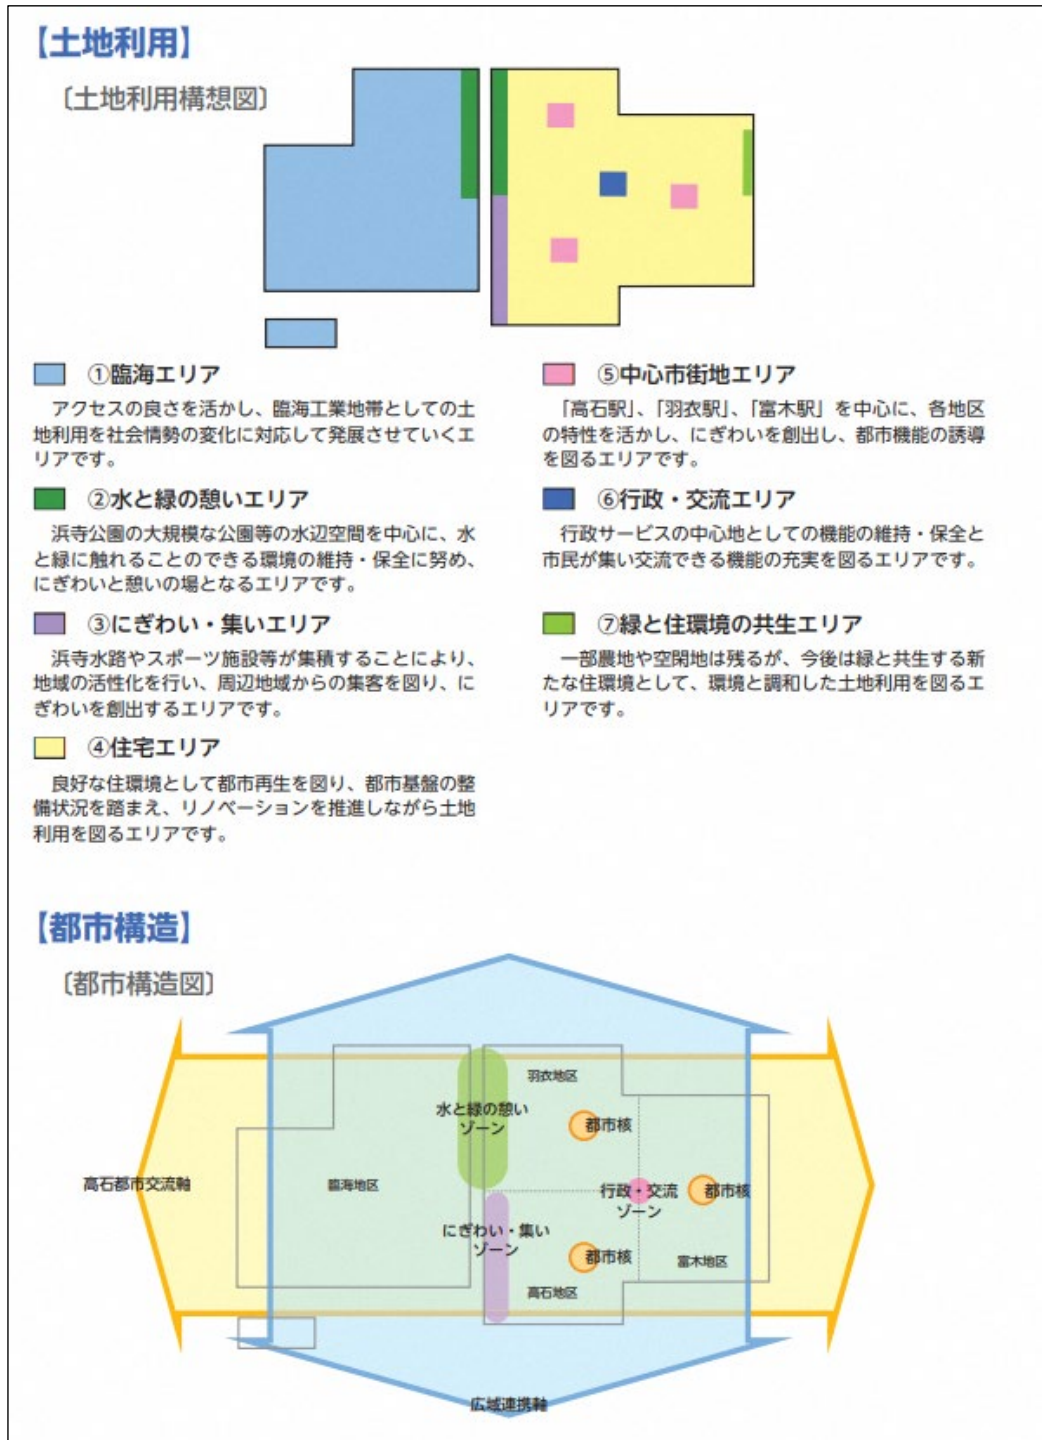 【土地利用】
〔土地利用構想図〕
①臨海エリア
アクセスの良さを活かし、臨海工業地帯としての土
地利用を社会情勢の変化に対応して発展させていくエ
リアです。
②水と緑の憩いエリア
浜寺公園の大規模な公園等の水辺空間を中心に、水
と緑に触れることのできる環境の維持・保全に努め、
にぎわいと憩いの場となるエリアです。
③にぎわい・集いエリア
浜寺水路やスポーツ施設等が集積することにより、
地域の活性化を行い、周辺地域からの集客を図り、に
ぎわいを創出するエリアです。
④住宅エリア
良好な住環境として都市再生を図り、都市基盤の整
備状況を踏まえ、リノベーションを推進しながら土地
利用を図るエリアです。
⑤中心市街地エリア
「高石駅」、「羽衣駅」、「富木駅」を中心に、各地区
の特性を活かし、にぎわいを創出し、都市機能の誘導
を図るエリアです。
⑥行政・交流エリア
行政サービスの中心地としての機能の維持・保全と
市民が集い交流できる機能の充実を図るエリアです。
⑦緑と住環境の共生エリア
一部農地や空閑地は残るが、今後は緑と共生する新
たな住環境として、環境と調和した土地利用を図るエ
リアです。
【都市構造】
〔都市構造図〕
羽衣地区
水と緑の憩い
ゾーン
都市核
高石都市交流軸
臨海地区
行政・交流
ゾーン
都市核
にぎわい・集い
ゾーン
都市核
富木地区
高石地区
広域連携軸